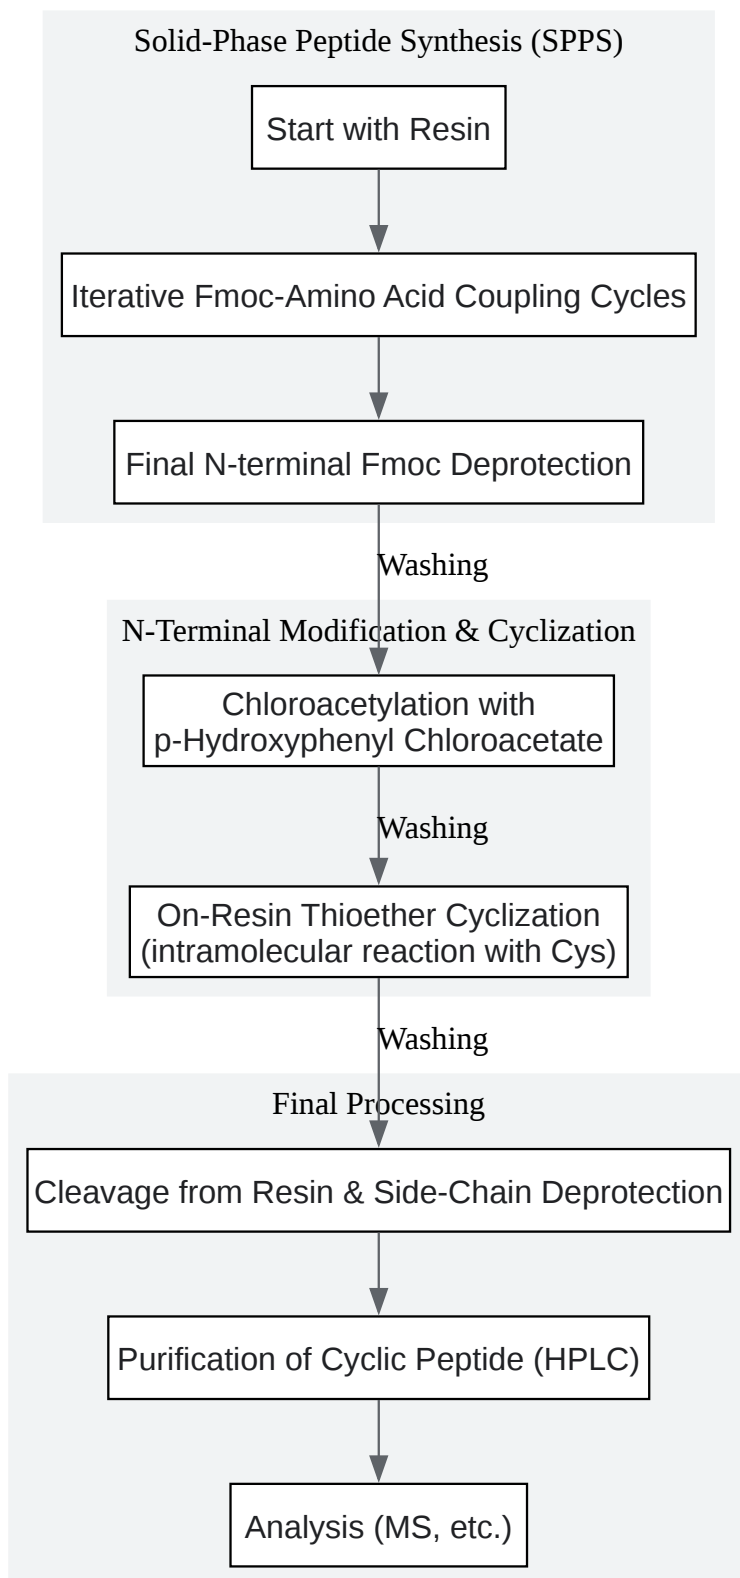 Solid-Phase Peptide Synthesis (SPPS)
Start with Resin
Iterative Fmoc-Amino Acid Coupling Cycles
Final N-terminal Fmoc Deprotection
Washing
N-Terminal Modification & Cyclization
Chloroacetylation with
p-Hydroxyphenyl Chloroacetate
Washing
On-Resin Thioether Cyclization
(intramolecular reaction with Cys)
Washing
Final Processing
Cleavage from Resin & Side-Chain Deprotection
Purification of Cyclic Peptide (HPLC)
Analysis (MS, etc.)